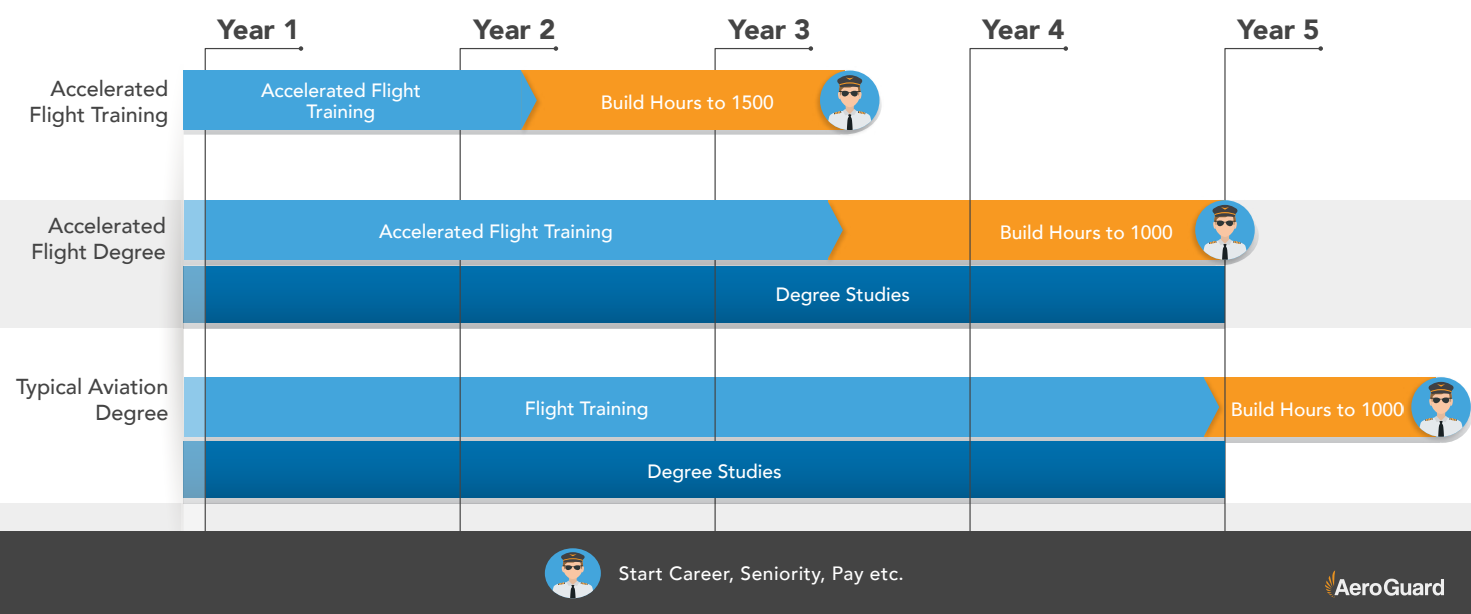 Year 1
Year 2
Year 3
Year 4
Year 5
Accelerated
Flight Training
Accelerated Flight
Training
Build Hours to 1500
Accelerated
Flight Degree
Accelerated Flight Training
Build Hours to 1000
Degree Studies
Typical Aviation
Degree
Flight Training
Build Hours to 1000
Degree Studies
Start Career, Seniority, Pay etc.
AeroGuard